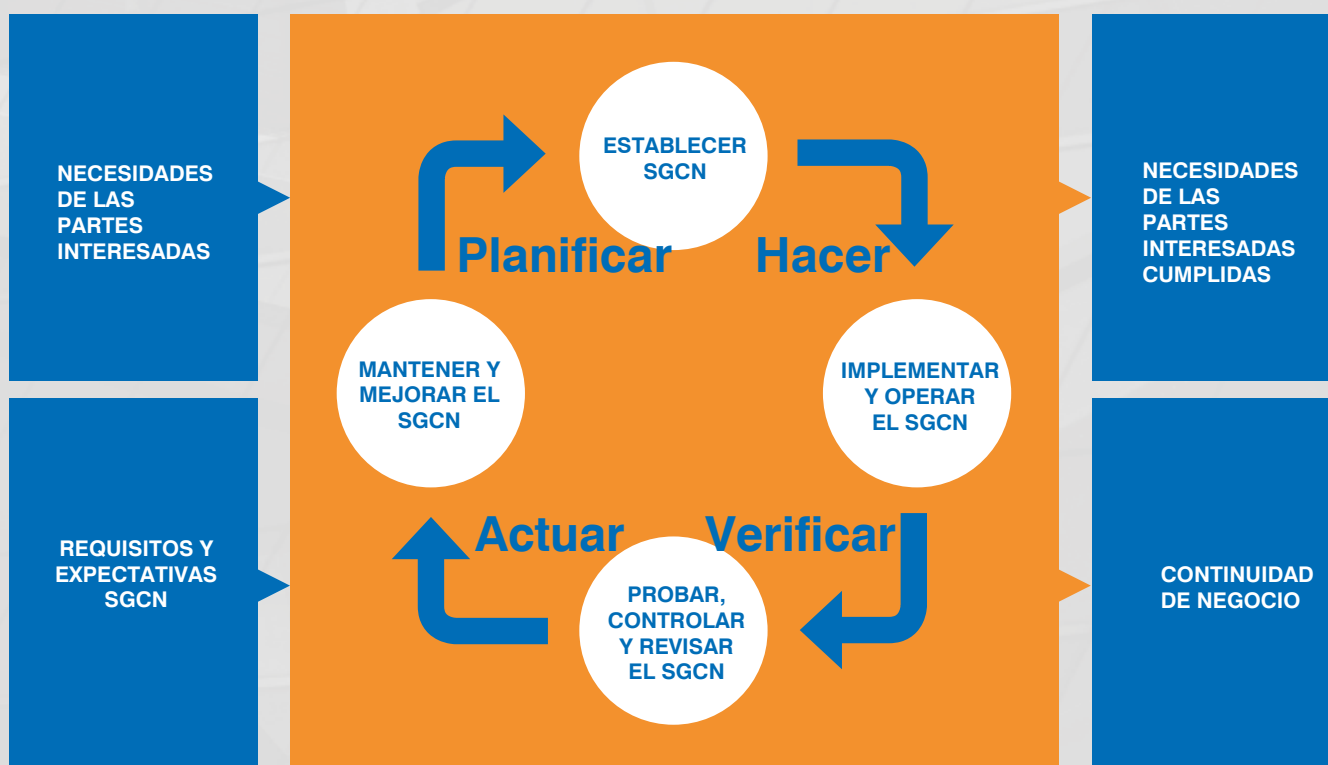 NECESIDADES
DE LAS
PARTES
INTERESADAS
REQUISITOS Y
EXPECTATIVAS
SGCN
ESTABLECER
SGCN
Planificar
Hacer
MANTENER Y
MEJORAR EL
SGCN
IMPLEMENTAR
Y OPERAR
EL SGCN
Actuar
Verificar
PROBAR,
CONTROLAR
Y REVISAR
EL SGCN
NECESIDADES
DE LAS
PARTES
INTERESADAS
CUMPLIDAS
CONTINUIDAD
DE NEGOCIO